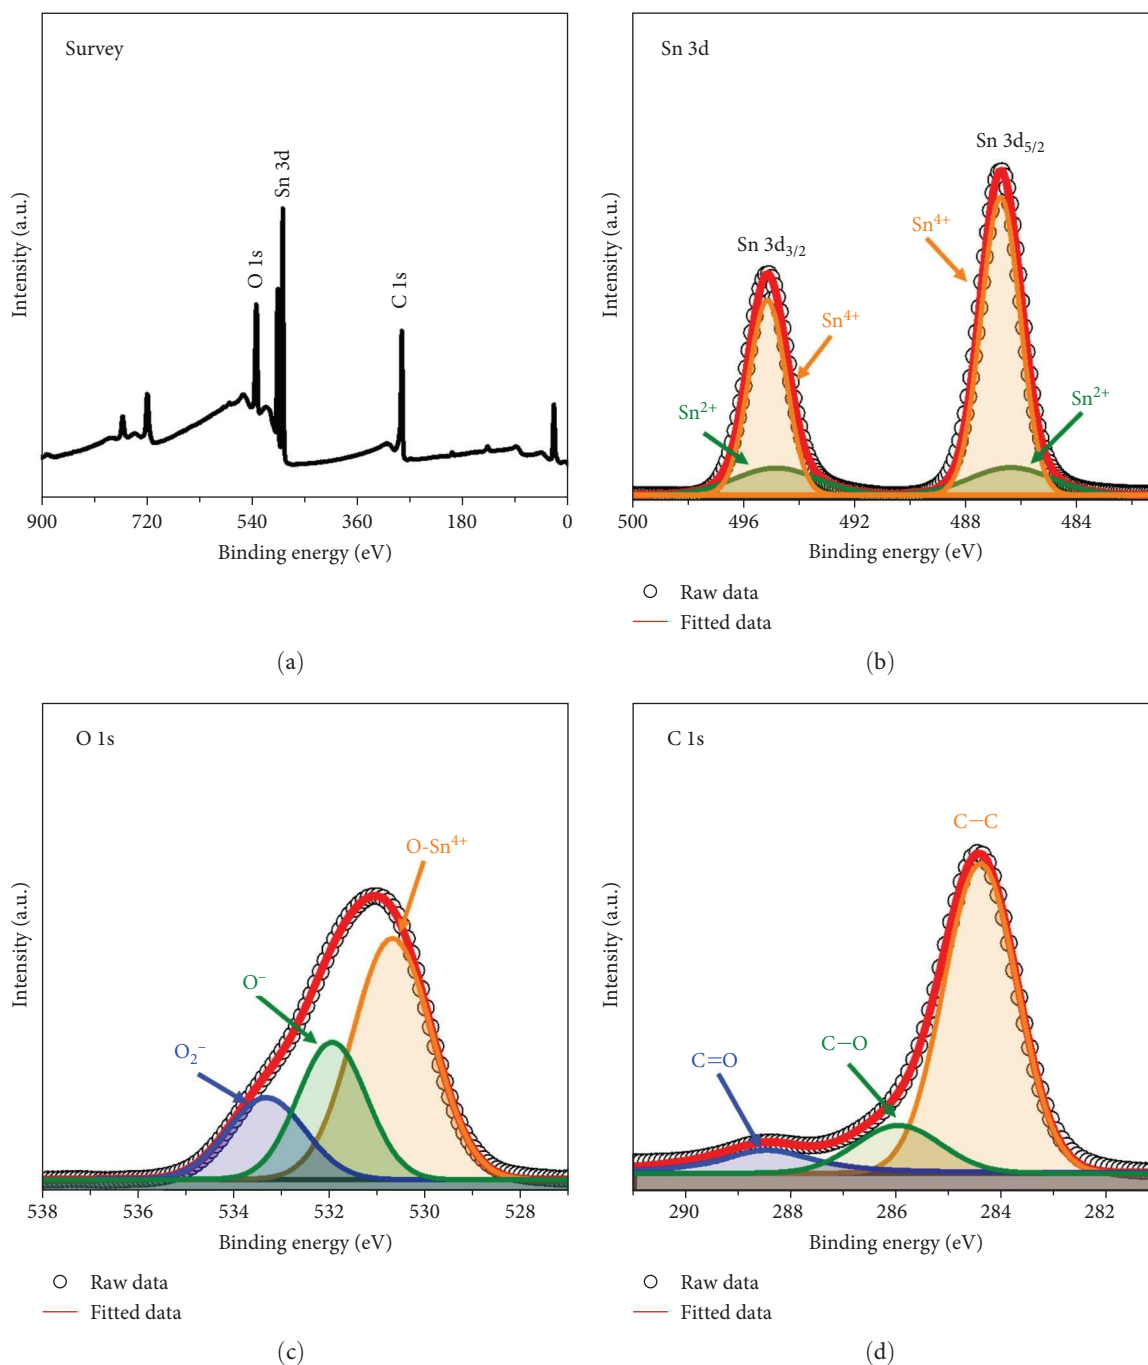 Survey
Intensity (a.u.)
O 1s
Sn 3d
C 1s
900 720 540 360 180 0
Binding energy (eV)
(a)
Sn 3d
Intensity (a.u.)
Sn 3d5/2
Sn⁴⁺
Sn 3d3/2
Sn⁴⁺
Sn²⁺
Sn²⁺
500 496 492 488 484
Binding energy (eV)
Raw data
Fitted data
(b)
O 1s
Intensity (a.u.)
O-Sn⁴⁺
O⁻
O₂⁻
538 536 534 532 530 528
Binding energy (eV)
Raw data
Fitted data
(c)
C 1s
Intensity (a.u.)
C−C
C−O
C=O
290 288 286 284 282
Binding energy (eV)
Raw data
Fitted data
(d)